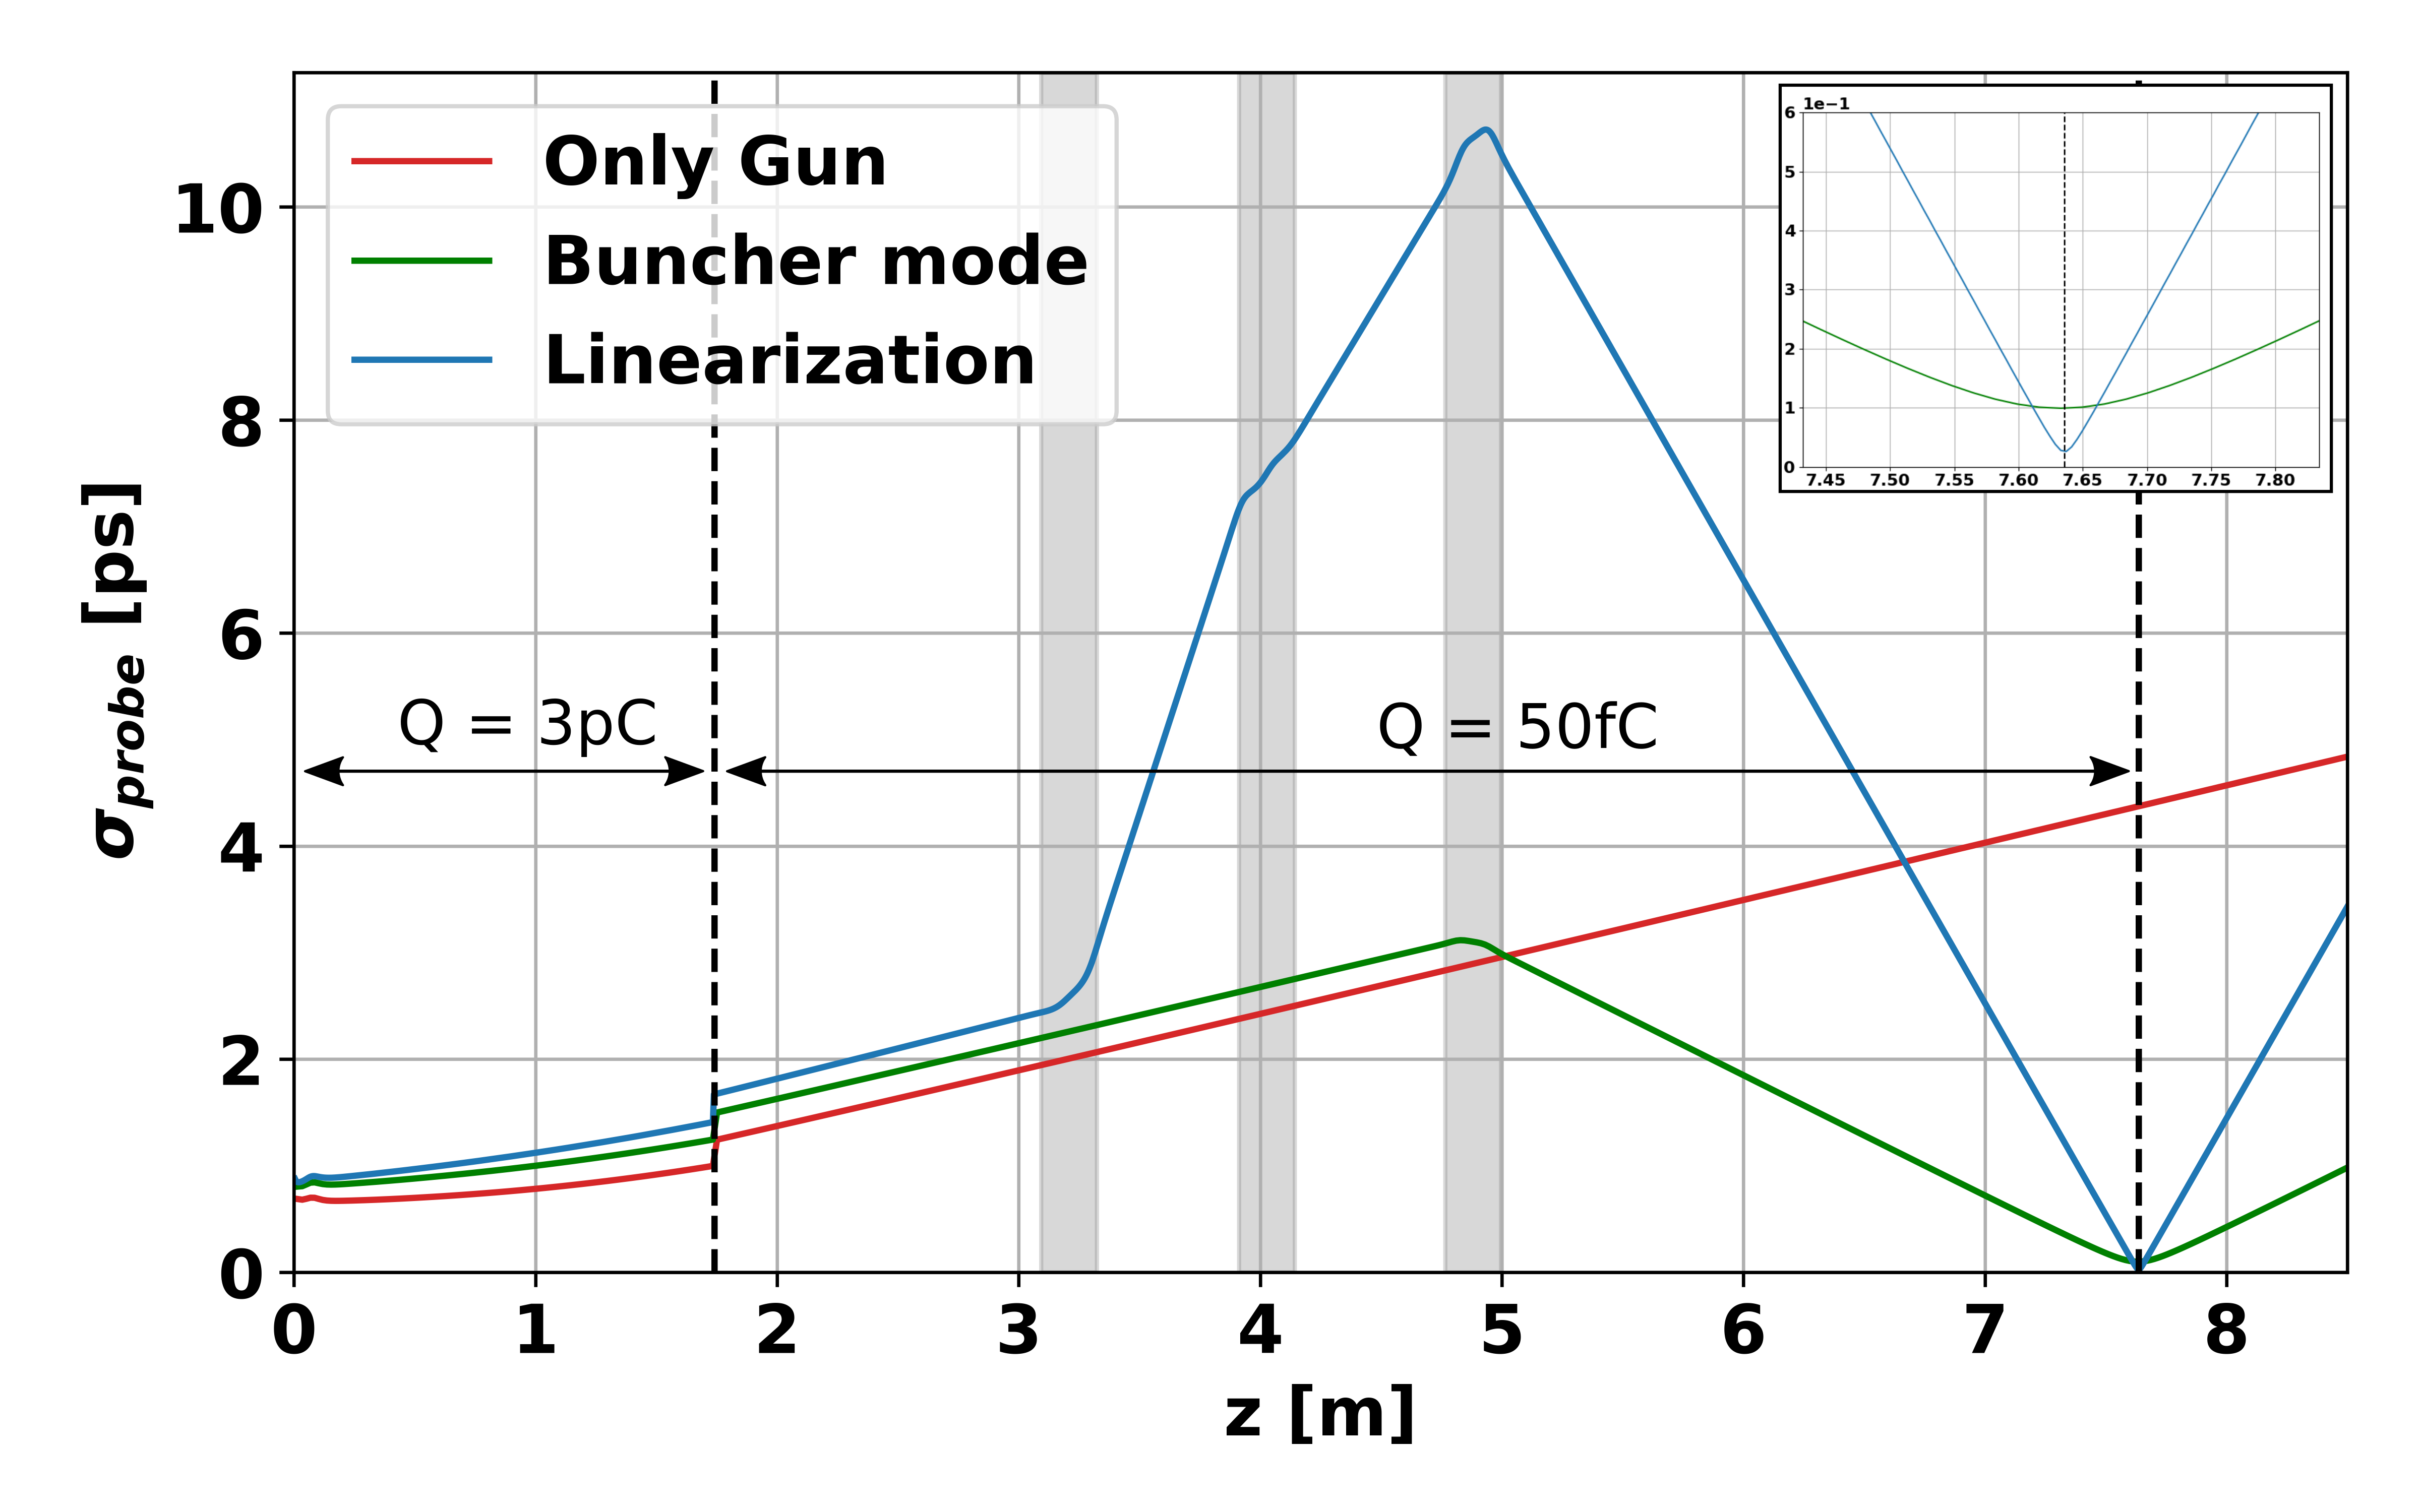 Only Gun
Buncher mode
Linearization
1e−1
6
5
4
3
2
1
0
7.45 7.50 7.55 7.60 7.65 7.70 7.75 7.80
10
8
6
4
2
0
σprobe [ps]
Q = 3pC
Q = 50fC
0 1 2 3 4 5 6 7 8
z [m]